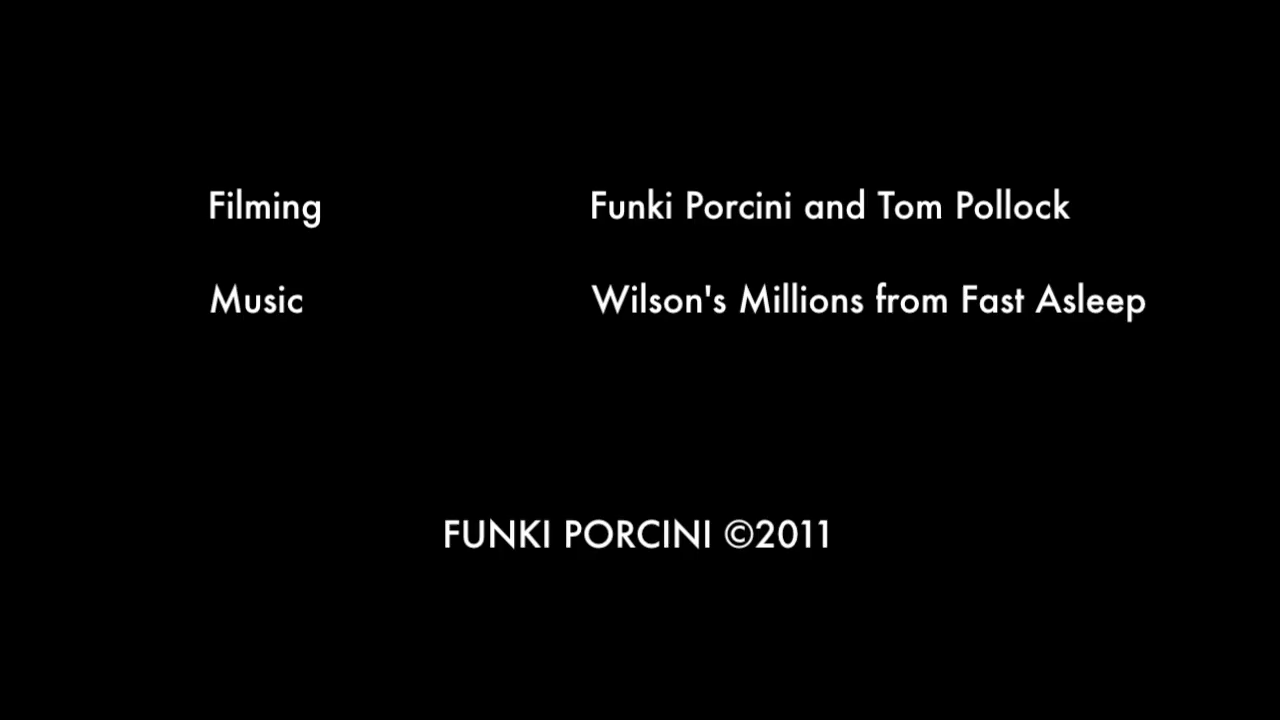 Filming Funki Porcini and Tom Pollock
Music Wilson's Millions from Fast Asleep
FUNKI PORCINI ©2011